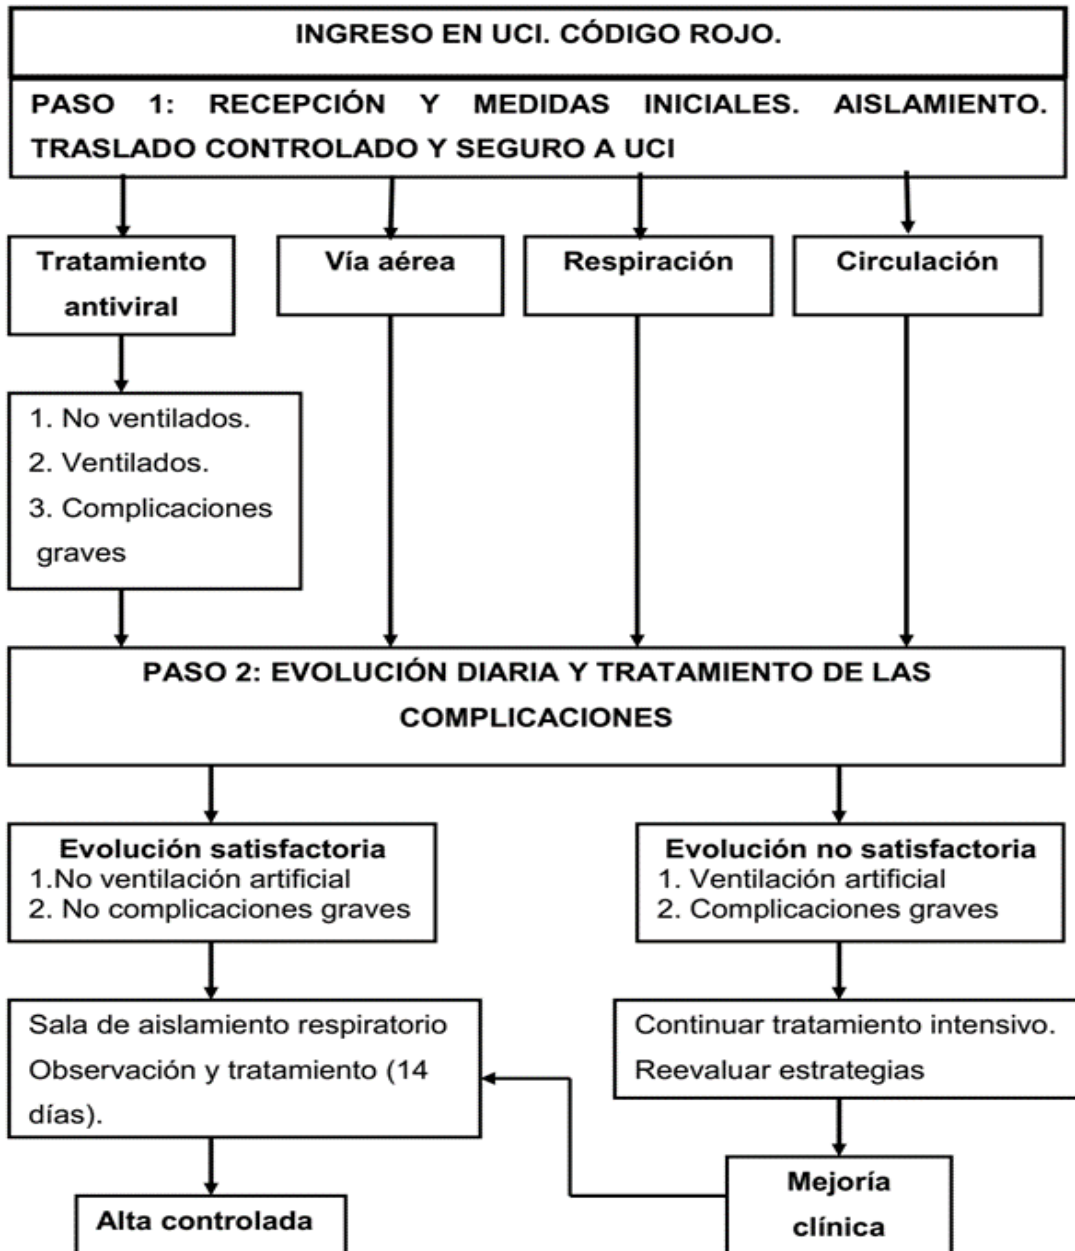 INGRESO EN UCI. CÓDIGO ROJO.
PASO 1: RECEPCIÓN Y MEDIDAS INICIALES. AISLAMIENTO.
TRASLADO CONTROLADO Y SEGURO A UCI
Tratamiento
antiviral
Vía aérea
Respiración
Circulación
1. No ventilados.
2. Ventilados.
3. Complicaciones
graves
PASO 2: EVOLUCIÓN DIARIA Y TRATAMIENTO DE LAS
COMPLICACIONES
Evolución satisfactoria
1.No ventilación artificial
2. No complicaciones graves
Evolución no satisfactoria
1. Ventilación artificial
2. Complicaciones graves
Sala de aislamiento respiratorio
Observación y tratamiento (14
días).
Continuar tratamiento intensivo.
Reevaluar estrategias
Alta controlada
Mejoría
clínica